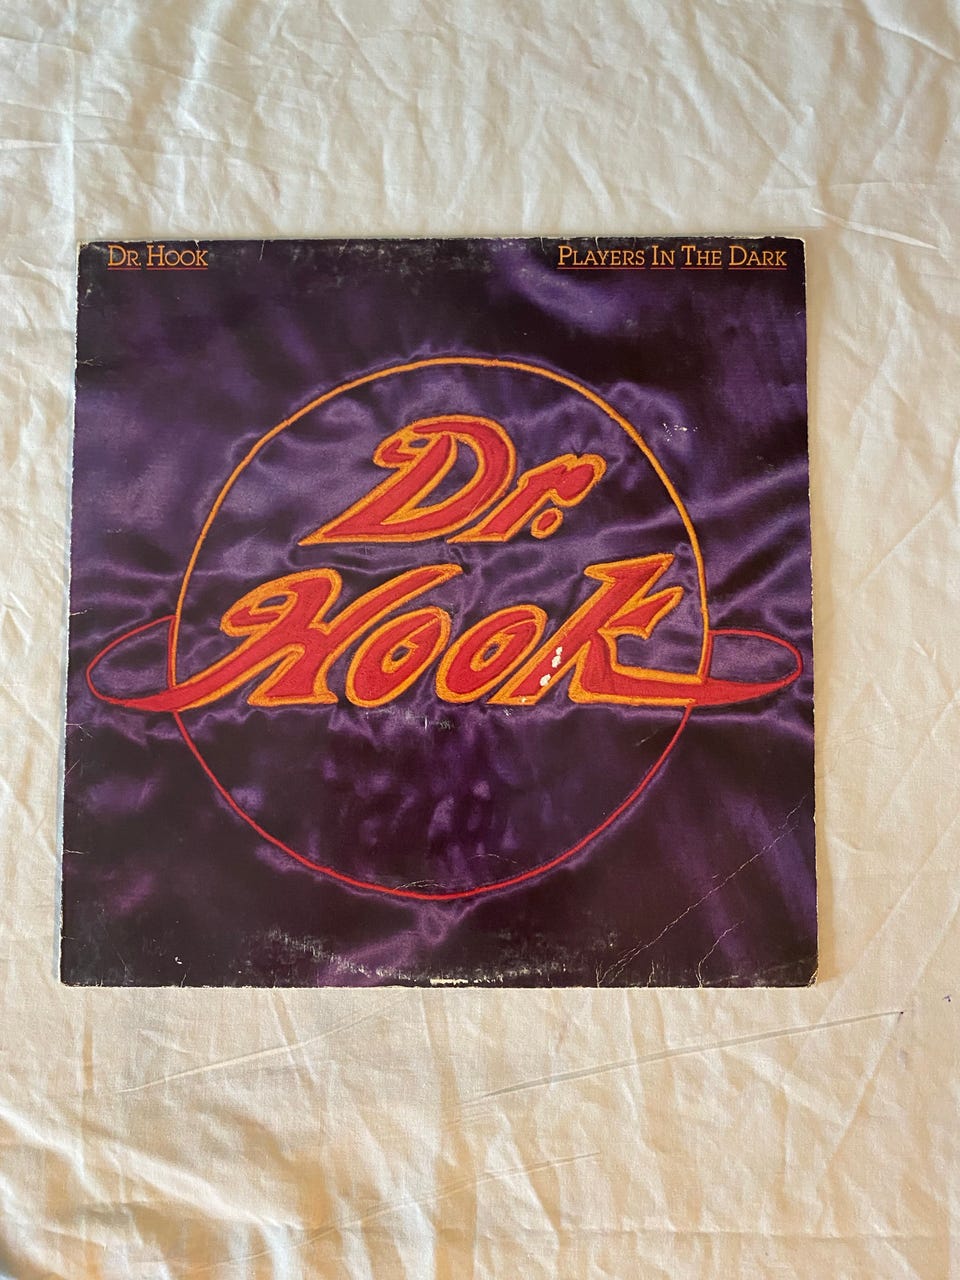 DR. HOOK
PLAYERS IN THE DARK
Dr.
Hook